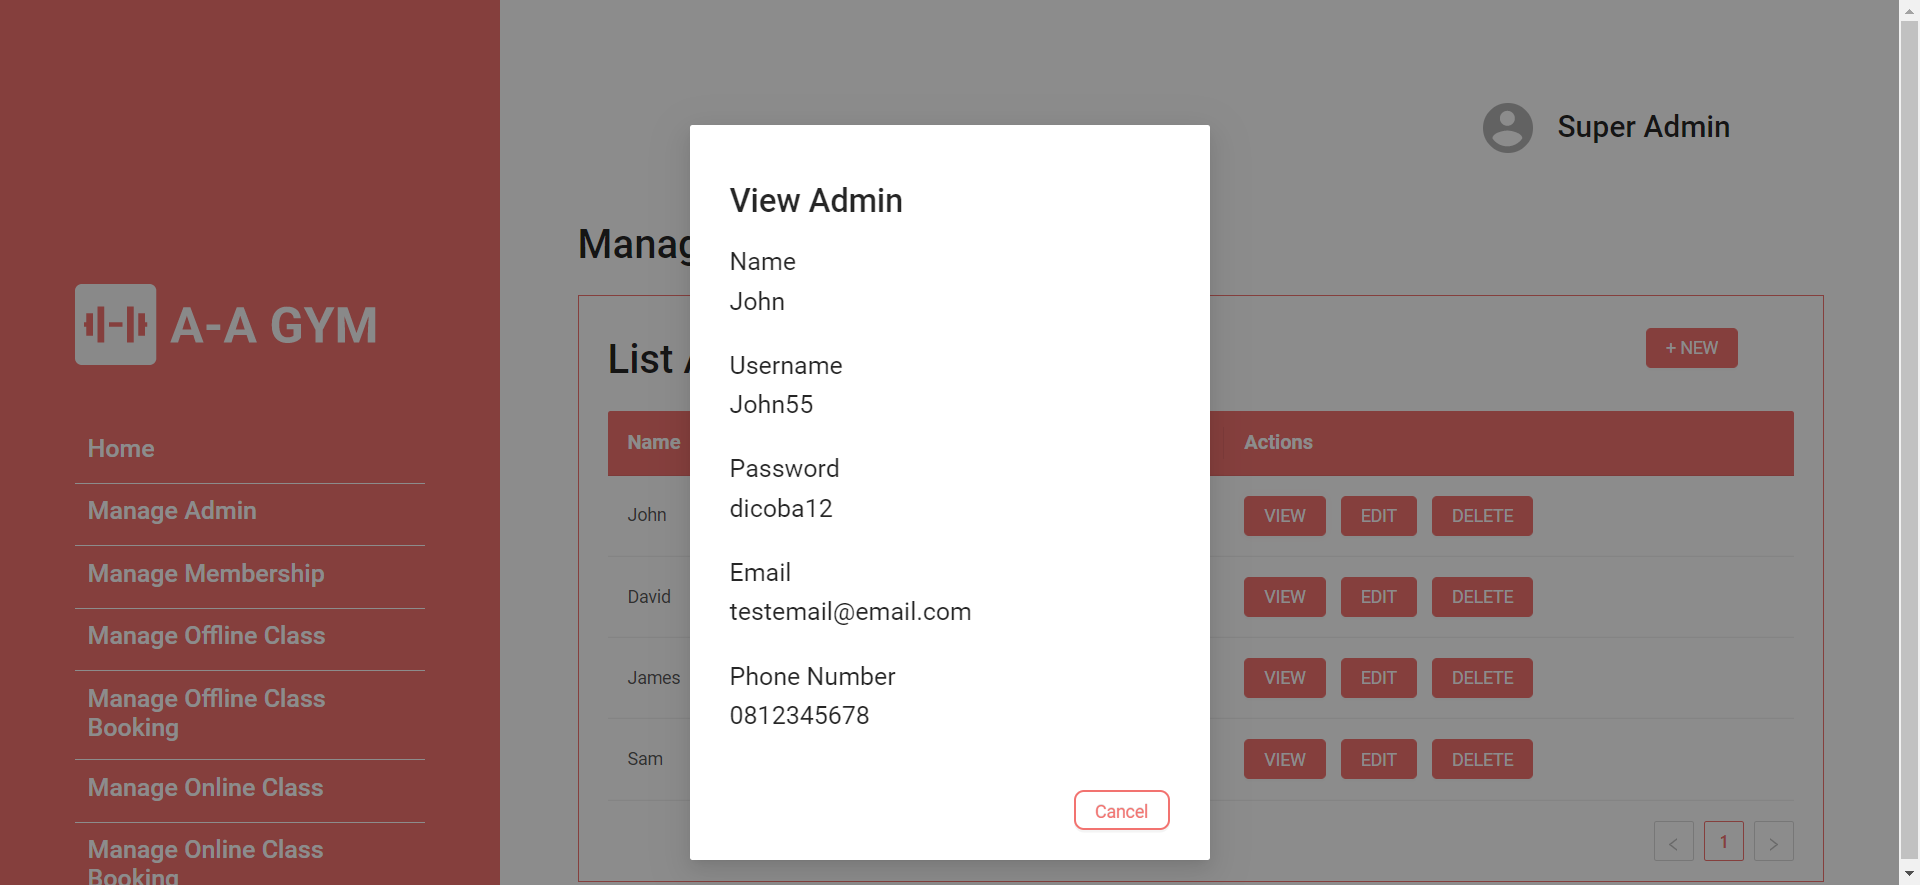 A-A GYM
Home
Manage Admin
Manage Membership
Manage Offline Class
Manage Offline Class
Booking
Manage Online Class
Manage Online Class
Booking
Super Admin
List
+ NEW
Name
Actions
John
VIEW
EDIT
DELETE
David
VIEW
EDIT
DELETE
James
VIEW
EDIT
DELETE
Sam
VIEW
EDIT
DELETE
1
View Admin
Name
John
Username
John55
Password
dicoba12
Email
testemail@email.com
Phone Number
0812345678
Cancel